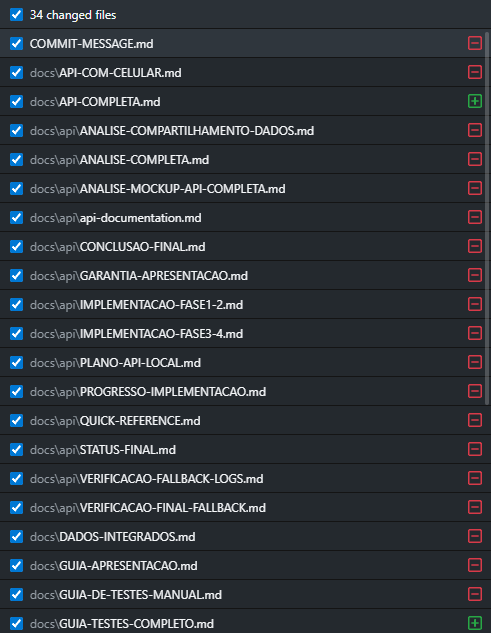 34 changed files
COMMIT-MESSAGE.md
docs\API-COM-CELULAR.md
docs\API-COMPLETA.md
docs\api\ANALISE-COMPARTILHAMENTO-DADOS.md
docs\api\ANALISE-COMPLETA.md
docs\api\ANALISE-MOCKUP-API-COMPLETA.md
docs\api\api-documentation.md
docs\api\CONCLUSAO-FINAL.md
docs\api\GARANTIA-APRESENTACAO.md
docs\api\IMPLEMENTACAO-FASE1-2.md
docs\api\IMPLEMENTACAO-FASE3-4.md
docs\api\PLANO-API-LOCAL.md
docs\api\PROGRESSO-IMPLEMENTACAO.md
docs\api\QUICK-REFERENCE.md
docs\api\STATUS-FINAL.md
docs\api\VERIFICACAO-FALLBACK-LOGS.md
docs\api\VERIFICACAO-FINAL-FALLBACK.md
docs\DADOS-INTEGRADOS.md
docs\GUIA-APRESENTACAO.md
docs\GUIA-DE-TESTES-MANUAL.md
docs\GUIA-TESTES-COMPLETO.md